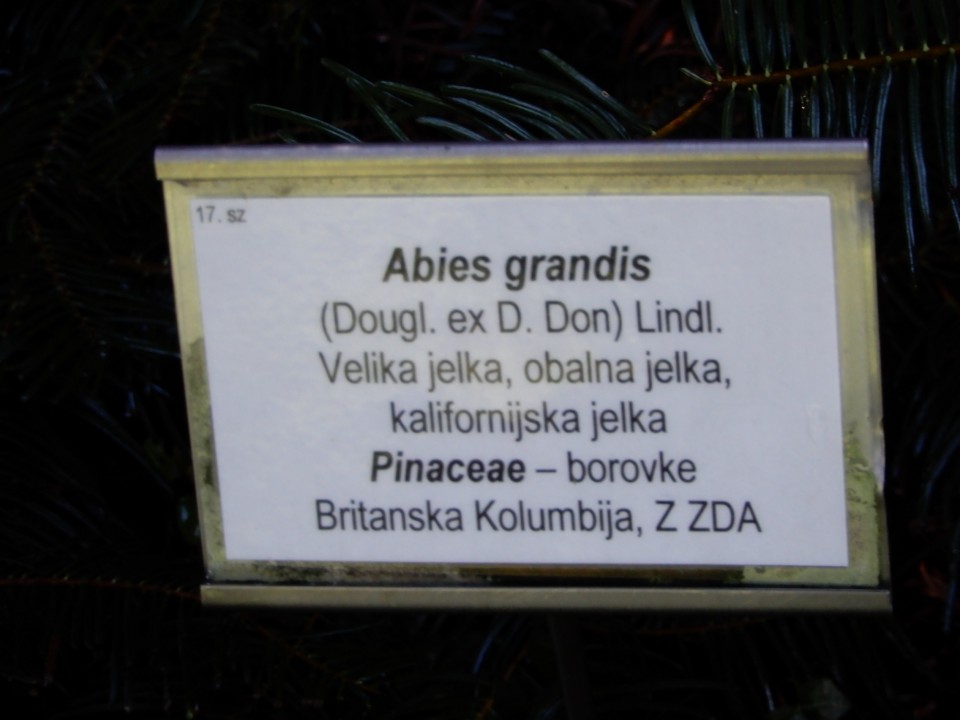 17. sz
Abies grandis
(Dougl. ex D. Don) Lindl.
Velika jelka, obalna jelka,
kalifornijska jelka
Pinaceae – borovke
Britanska Kolumbija, Z ZDA